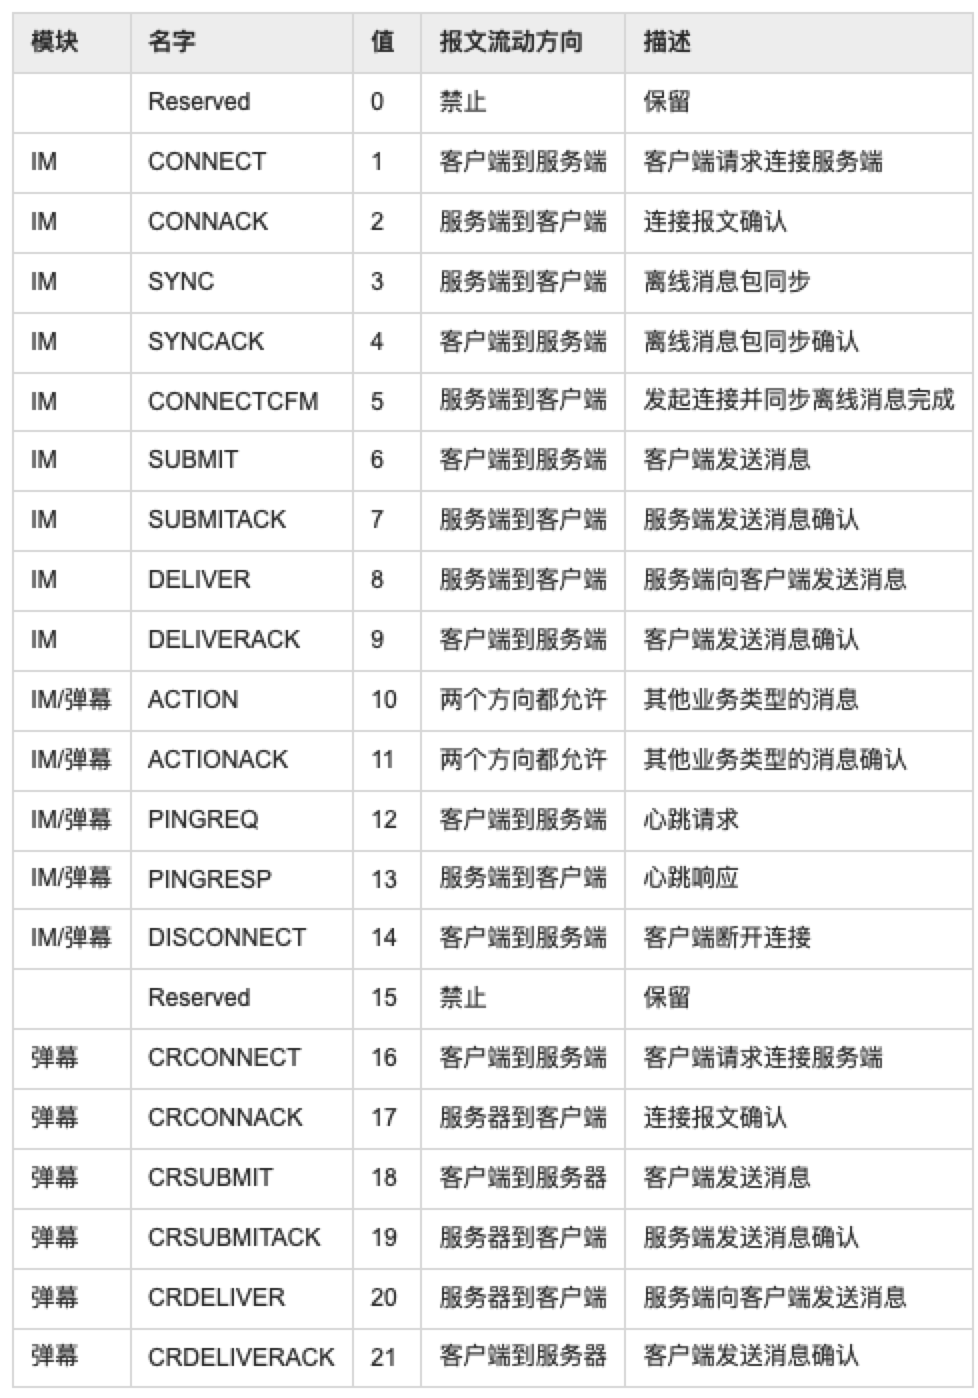 模块 名字 值 报文流动方向 描述
Reserved 0 禁止 保留
IM CONNECT 1 客户端到服务端 客户端请求连接服务端
IM CONNACK 2 服务端到客户端 连接报文确认
IM SYNC 3 服务端到客户端 离线消息包同步
IM SYNCACK 4 客户端到服务端 离线消息包同步确认
IM CONNECTCFM 5 服务端到客户端 发起连接并同步离线消息完成
IM SUBMIT 6 客户端到服务端 客户端发送消息
IM SUBMITACK 7 服务端到客户端 服务端发送消息确认
IM DELIVER 8 服务端到客户端 服务端向客户端发送消息
IM DELIVERACK 9 客户端到服务端 客户端发送消息确认
IM/弹幕 ACTION 10 两个方向都允许 其他业务类型的消息
IM/弹幕 ACTIONACK 11 两个方向都允许 其他业务类型的消息确认
IM/弹幕 PINGREQ 12 客户端到服务端 心跳请求
IM/弹幕 PINGRESP 13 服务端到客户端 心跳响应
IM/弹幕 DISCONNECT 14 客户端到服务端 客户端断开连接
Reserved 15 禁止 保留
弹幕 CRCONNECT 16 客户端到服务端 客户端请求连接服务端
弹幕 CRCONNACK 17 服务器到客户端 连接报文确认
弹幕 CRSUBMIT 18 客户端到服务器 客户端发送消息
弹幕 CRSUBMITACK 19 服务器到客户端 服务端发送消息确认
弹幕 CRDELIVER 20 服务器到客户端 服务端向客户端发送消息
弹幕 CRDELIVERACK 21 客户端到服务器 客户端发送消息确认